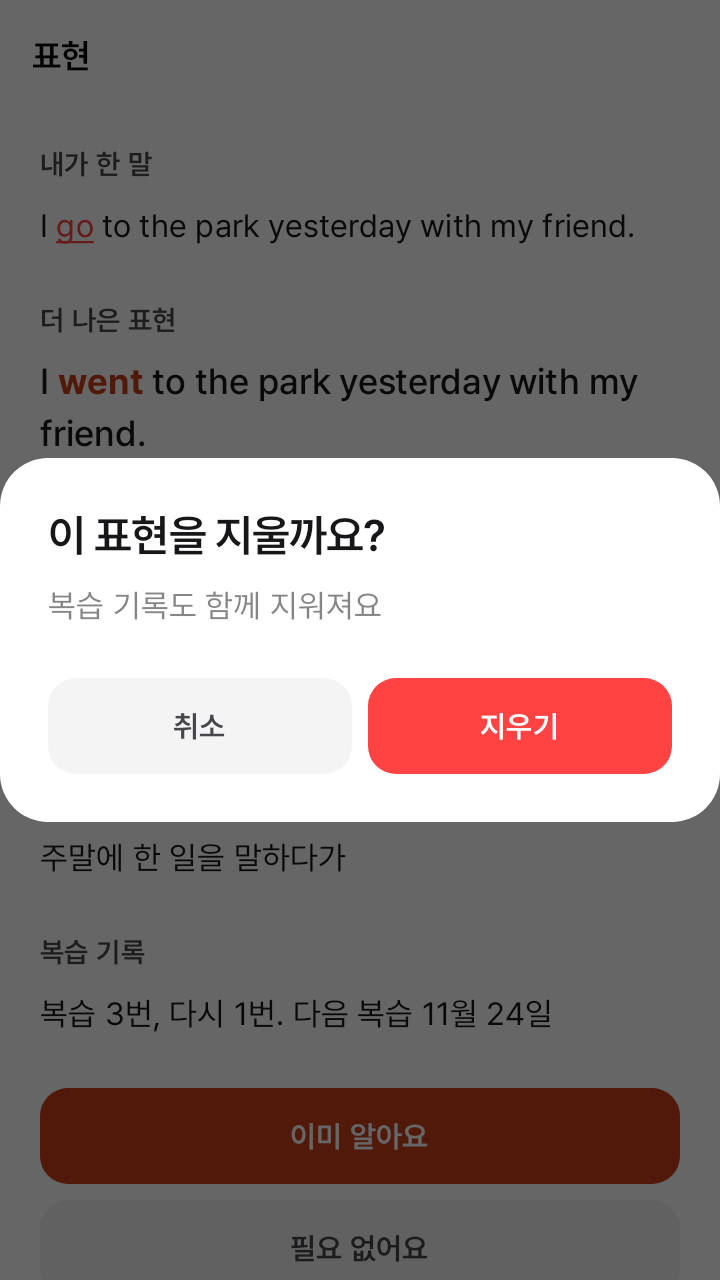 표현
내가 한 말
I go to the park yesterday with my friend.
더 나은 표현
I went to the park yesterday with my
friend.
이 표현을 지울까요?
복습 기록도 함께 지워져요
취소
지우기
주말에 한 일을 말하다가
복습 기록
복습 3번, 다시 1번. 다음 복습 11월 24일
이미 알아요
필요 없어요